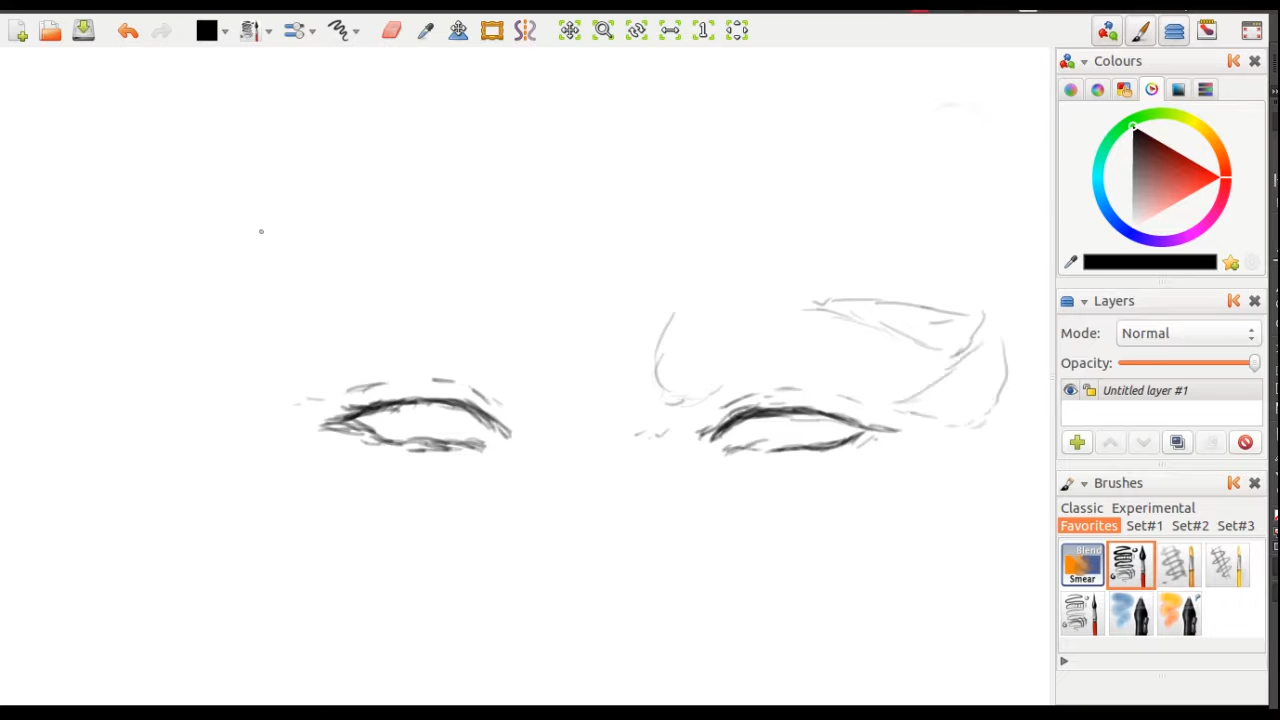 1
Colours
Layers
Mode: Normal
Opacity:
Untitled layer #1
Brushes
Classic Experimental
Favorites Set#1 Set#2 Set#3
Blend
Smear